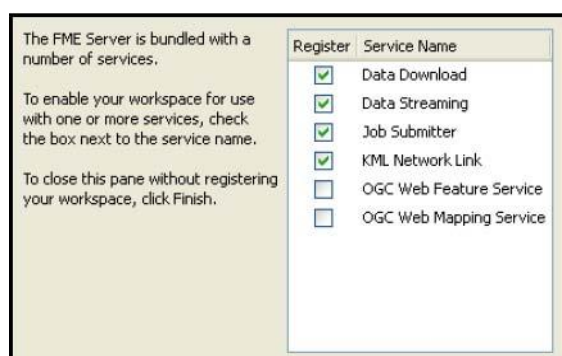 The FME Server is bundled with a
number of services.
To enable your workspace for use
with one or more services, check
the box next to the service name.
To close this pane without registering
your workspace, click Finish.
Register Service Name
Data Download
Data Streaming
Job Submitter
KML Network Link
OGC Web Feature Service
OGC Web Mapping Service